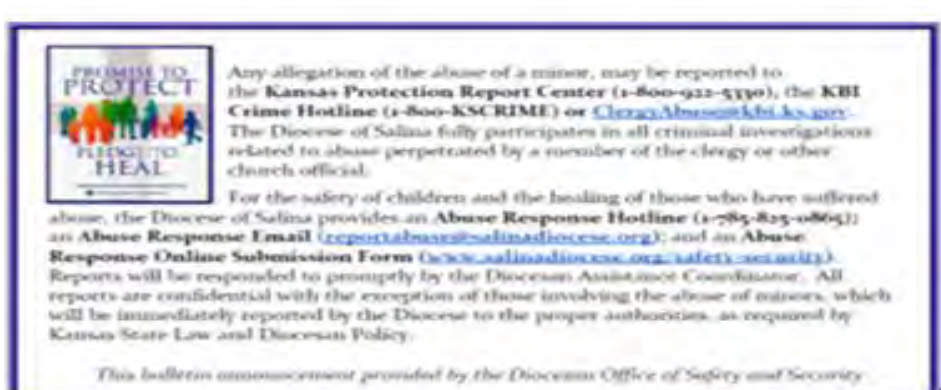 PROMISE TO
PROTECT
PLEDGE TO
HEAL
Any allegation of the abuse of a minor, may be reported to
the Kansas Protection Report Center (1-800-922-5330), the KBI
Crime Hotline (1-800-KSCRIME) or ClergyAbuse@kbi.ks.gov.
The Diocese of Salina fully participates in all criminal investigations
related to abuse perpetrated by a member of the clergy or other
church official.
For the safety of children and the healing of those who have suffered
abuse, the Diocese of Salina provides an Abuse Response Hotline (1-785-825-0865);
an Abuse Response Email (reportabuse@salinadiocese.org); and an Abuse
Response Online Submission Form (www.salinadiocese.org/safety-security).
Reports will be responded to promptly by the Diocesan Assistance Coordinator. All
reports are confidential with the exception of those involving the abuse of minors, which
will be immediately reported by the Diocese to the proper authorities, as required by
Kansas State Law and Diocesan Policy.
This bulletin announcement provided by the Diocesan Office of Safety and Security